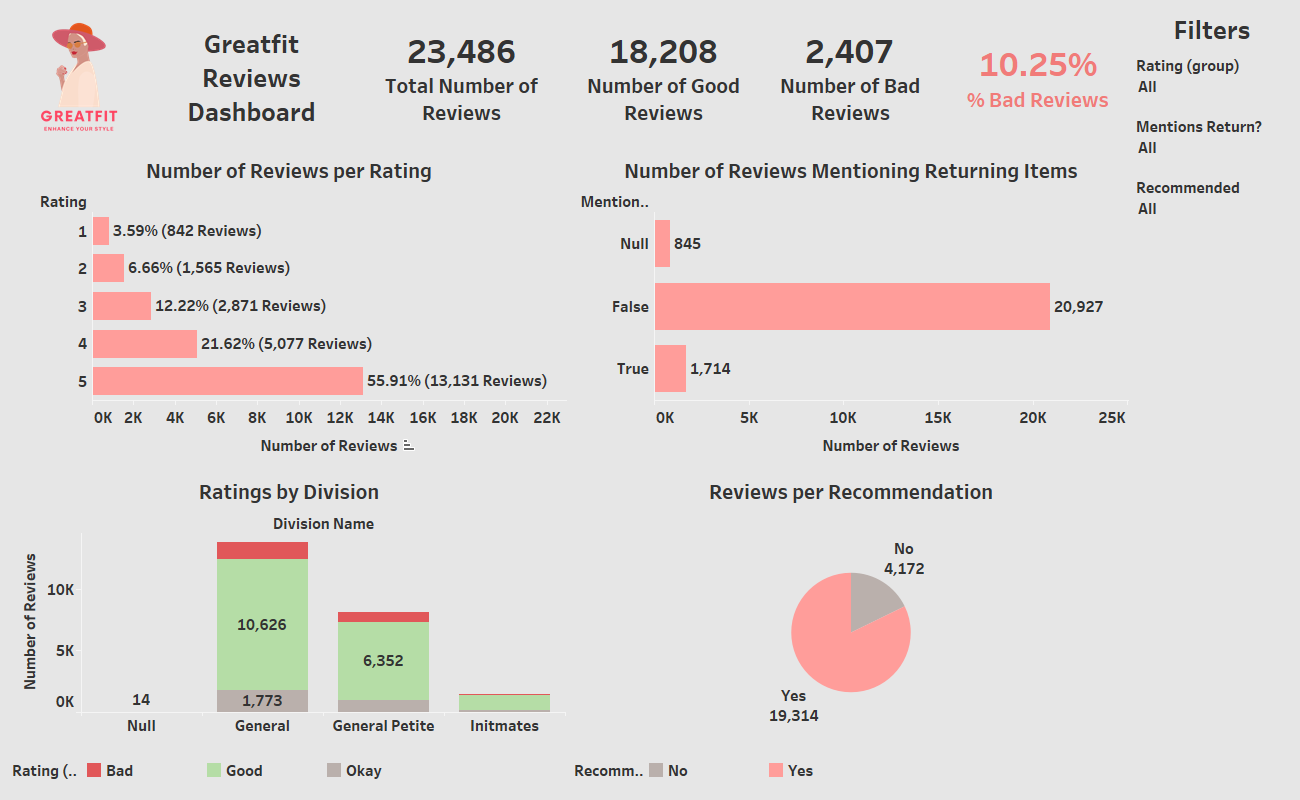 GREATFIT
ENHANCE YOUR STYLE
Greatfit
Reviews
Dashboard
23,486
Total Number of
Reviews
18,208
Number of Good
Reviews
2,407
Number of Bad
Reviews
10.25%
% Bad Reviews
Filters
Rating (group)
All
Mentions Return?
All
Recommended
All
Number of Reviews per Rating
Rating
1 3.59% (842 Reviews)
2 6.66% (1,565 Reviews)
3 12.22% (2,871 Reviews)
4 21.62% (5,077 Reviews)
5 55.91% (13,131 Reviews)
0K 2K 4K 6K 8K 10K 12K 14K 16K 18K 20K 22K
Number of Reviews
Number of Reviews Mentioning Returning Items
Mention..
Null 845
False 20,927
True 1,714
0K 5K 10K 15K 20K 25K
Number of Reviews
Ratings by Division
Division Name
Number of Reviews
10K
5K
0K
14
10,626
1,773
6,352
Null General General Petite Initmates
Rating (.. Bad Good Okay
Reviews per Recommendation
No
4,172
Yes
19,314
Recomm.. No Yes